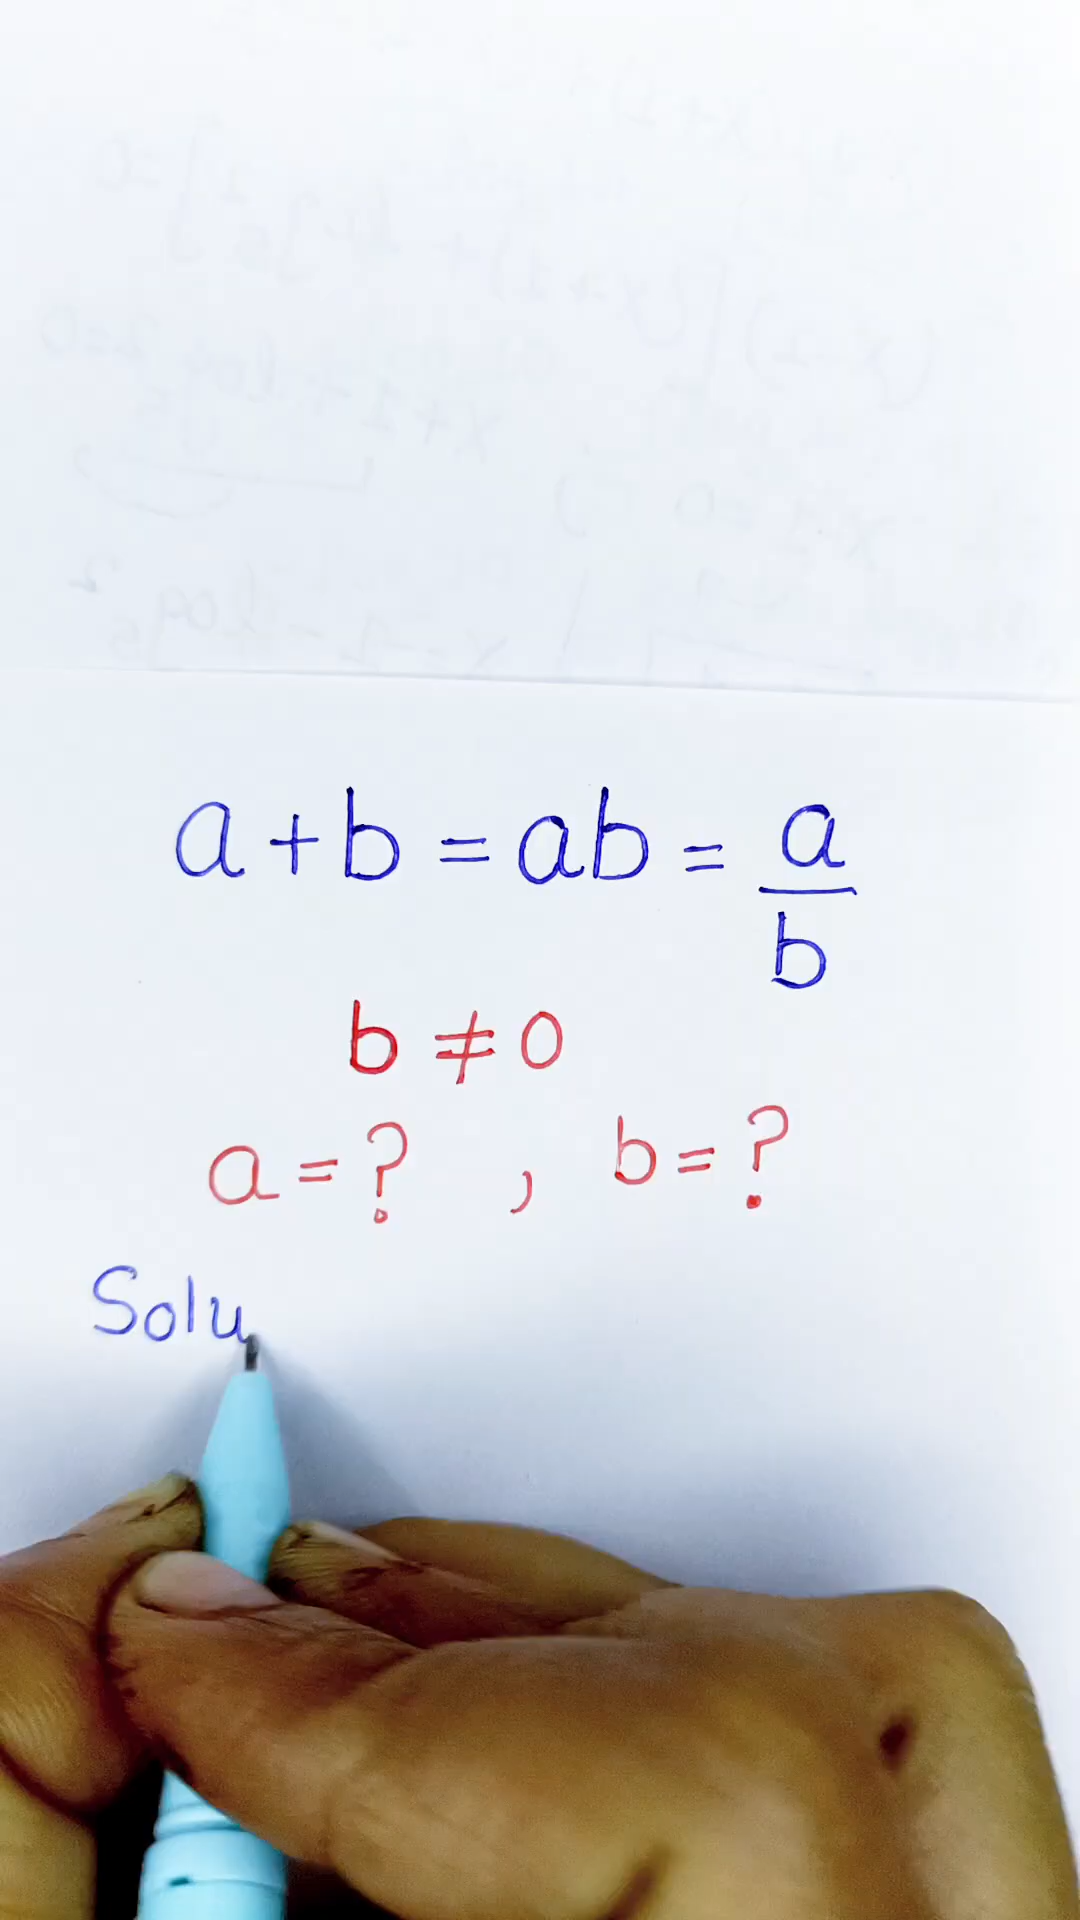 a + b = ab = a/b
b ≠ 0
a = ? , b = ?
Solu